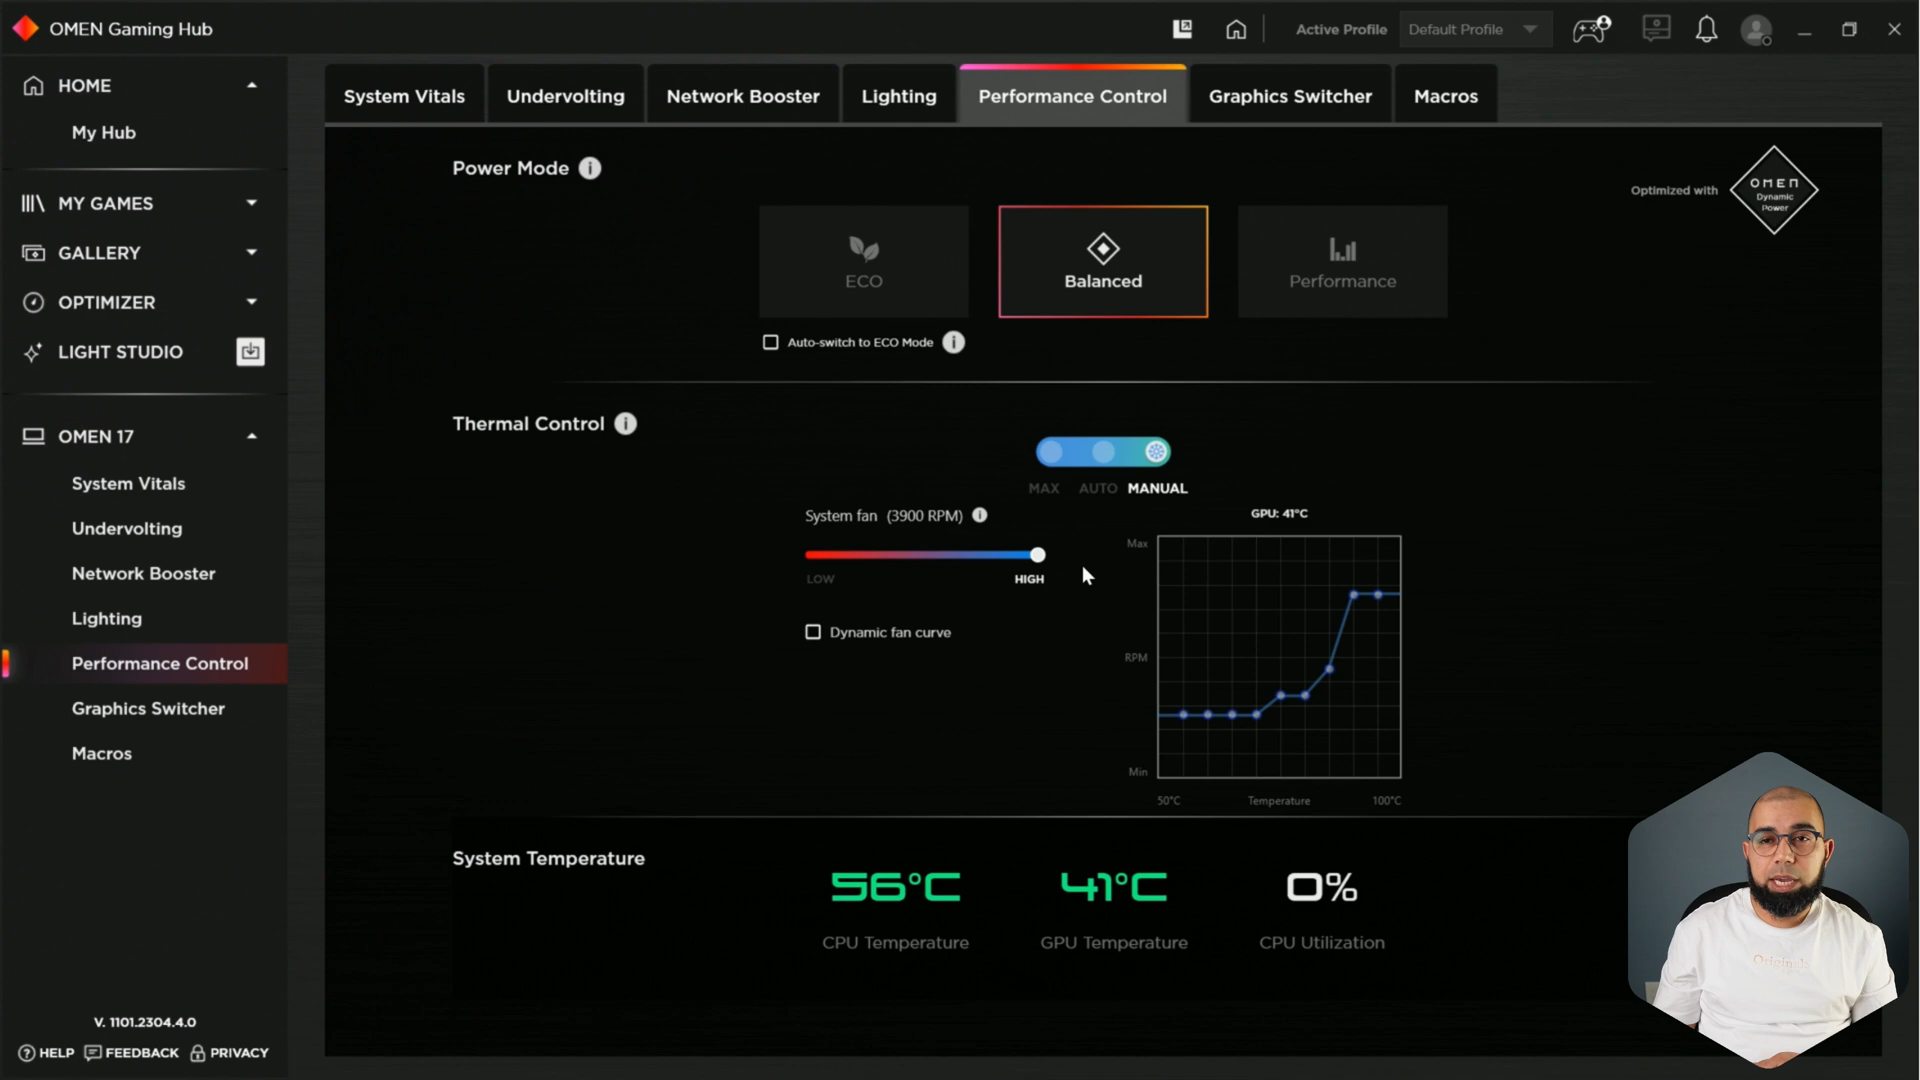 OMEN Gaming Hub
Active Profile
Default Profile
HOME
My Hub
MY GAMES
GALLERY
OPTIMIZER
LIGHT STUDIO
OMEN 17
System Vitals
Undervolting
Network Booster
Lighting
Performance Control
Graphics Switcher
Macros
V. 1101.2304.4.0
HELP FEEDBACK PRIVACY
System Vitals Undervolting Network Booster Lighting Performance Control Graphics Switcher Macros
Power Mode
Optimized with
OMEN
Dynamic
Power
ECO
Balanced
Performance
Auto-switch to ECO Mode
Thermal Control
MAX AUTO MANUAL
System fan (3900 RPM)
LOW HIGH
Dynamic fan curve
GPU: 41°C
Max
RPM
Min
50°C Temperature 100°C
System Temperature
56°C 41°C 0%
CPU Temperature GPU Temperature CPU Utilization
Originals